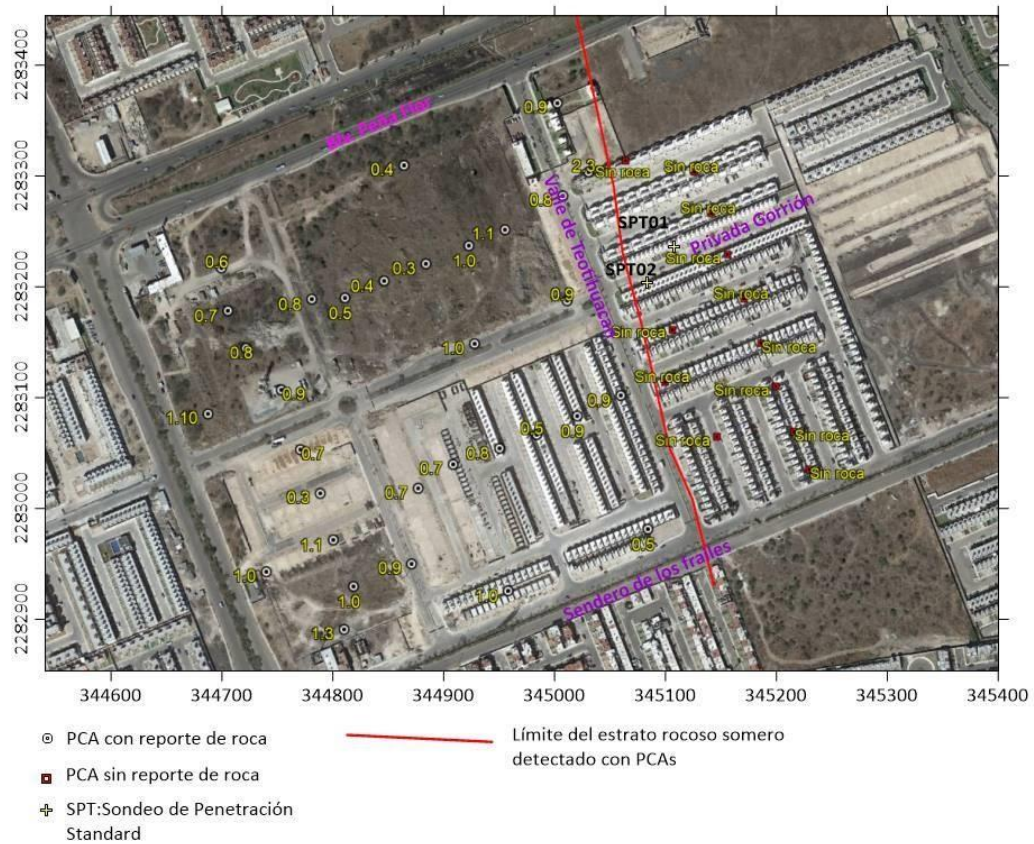 2283400
2283300
2283200
2283100
2283000
2282900
Blv. Peña Flor
0.9
0.4
2.3
Sin roca
Sin roca
0.8
Valle de Teotihuacan
Sin roca
1.1
SPT01
Privada Gorrión
1.0
Sin roca
0.6
0.3
SPT02
0.4
0.8
0.9
Sin roca
0.5
0.7
Sin roca
0.8
1.0
Sin roca
Sin roca
0.9
0.9
Sin roca
1.10
0.5
0.9
Sin roca
Sin roca
0.7
0.8
0.7
Sin roca
0.3
0.7
1.1
0.5
0.9
1.0
Sendero de los frailes
1.0
1.0
1.3
344600 344700 344800 344900 345000 345100 345200 345300 345400
PCA con reporte de roca
PCA sin reporte de roca
SPT:Sondeo de Penetración
Standard
Límite del estrato rocoso somero
detectado con PCAs